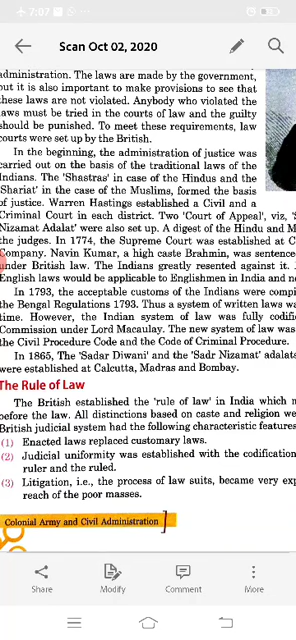 7:07
Scan Oct 02, 2020
administration. The laws are made by the government,
but it is also important to make provisions to see that
these laws are not violated. Anybody who violated the
laws must be tried in the courts of law and the guilty
should be punished. To meet these requirements, law
courts were set up by the British.
In the beginning, the administration of justice was
carried out on the basis of the traditional laws of the
Indians. The 'Shastras' in case of the Hindus and the
'Shariat' in the case of the Muslims, formed the basis
of justice. Warren Hastings established a Civil and a
Criminal Court in each district. Two 'Court of Appeal', viz, 'S
Nizamat Adalat' were also set up. A digest of the Hindu and M
the judges. In 1774, the Supreme Court was established at C
Company. Navin Kumar, a high caste Brahmin, was sentence
under British law. The Indians greatly resented against it.
English laws would be applicable to Englishmen in India and n
In 1793, the acceptable customs of the Indians were compi
the Bengal Regulations 1793. Thus a system of written laws wa
time. However, the Indian system of law was fully codifie
Commission under Lord Macaulay. The new system of law was
the Civil Procedure Code and the Code of Criminal Procedure.
In 1865, The 'Sadar Diwani' and the 'Sadr Nizamat' adalats
were established at Calcutta, Madras and Bombay.
The Rule of Law
The British established the 'rule of law' in India which m
before the law. All distinctions based on caste and religion we
British judicial system had the following characteristic features
(1) Enacted laws replaced customary laws.
(2) Judicial uniformity was established with the codification
ruler and the ruled.
(3) Litigation, i.e., the process of law suits, became very exp
reach of the poor masses.
Colonial Army and Civil Administration
Share
Modify
Comment
More